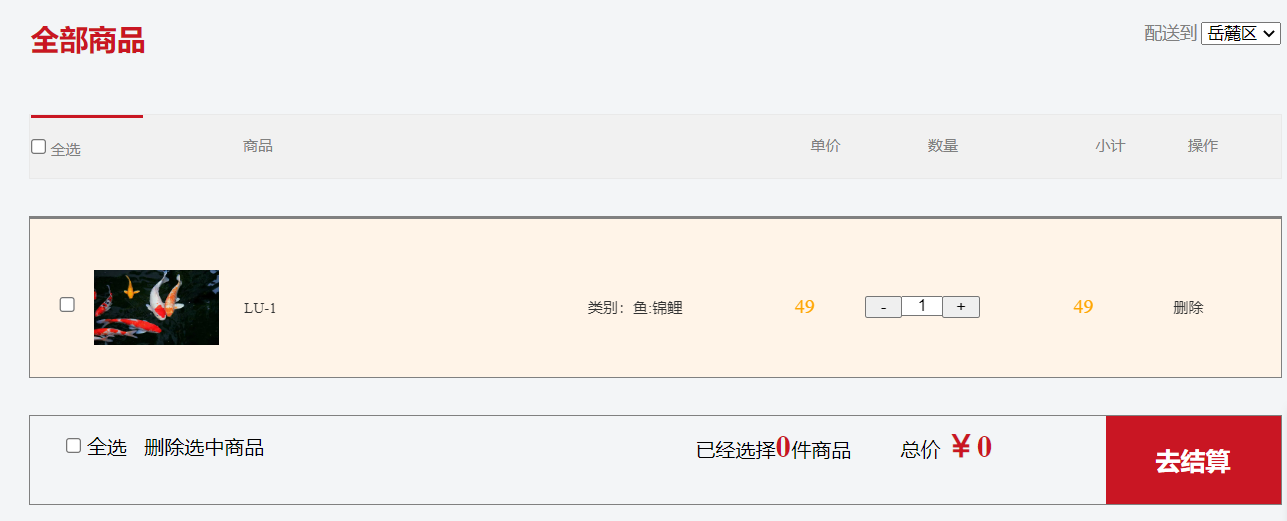 全部商品
配送到 岳麓区
全选 商品 单价 数量 小计 操作
LU-1 类别：鱼:锦鲤 49 - 1 + 49 删除
全选 删除选中商品 已经选择0件商品 总价 ￥0 去结算